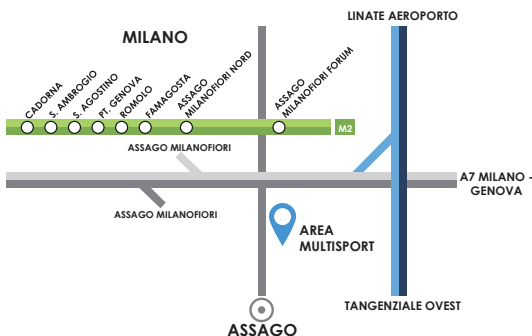 LINATE AEROPORTO
MILANO
CADORNA
S. AMBROGIO
S. AGOSTINO
PT. GENOVA
ROMOLO
FAMAGOSTA
ASSAGO
MILANOFIORI NORD
ASSAGO
MILANOFIORI FORUM
M2
ASSAGO MILANOFIORI
A7 MILANO -
GENOVA
ASSAGO MILANOFIORI
AREA
MULTISPORT
TANGENZIALE OVEST
ASSAGO